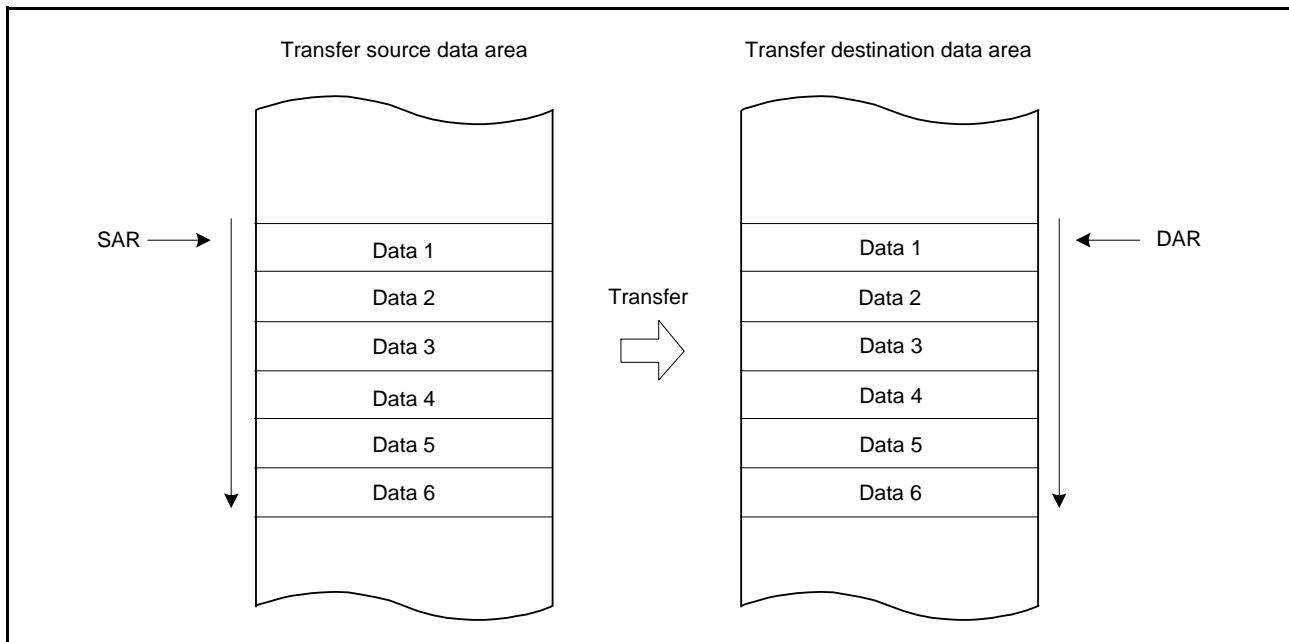 Transfer source data area
Transfer destination data area
SAR
Data 1
Data 2
Data 3
Data 4
Data 5
Data 6
Transfer
Data 1
Data 2
Data 3
Data 4
Data 5
Data 6
DAR